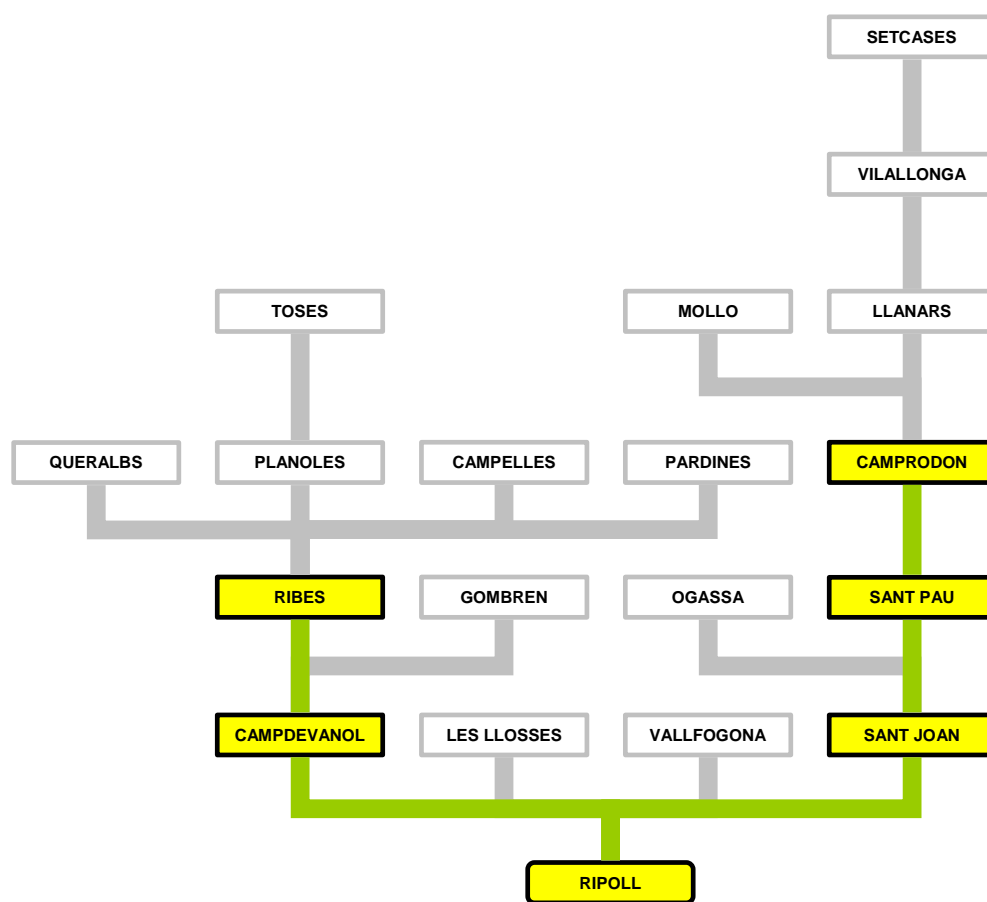 SETCASES
VILALLONGA
TOSES
MOLLO
LLANARS
QUERALBS
PLANOLES
CAMPELLES
PARDINES
CAMPRODON
RIBES
GOMBREN
OGASSA
SANT PAU
CAMPDEVANOL
LES LLOSSES
VALLFOGONA
SANT JOAN
RIPOLL